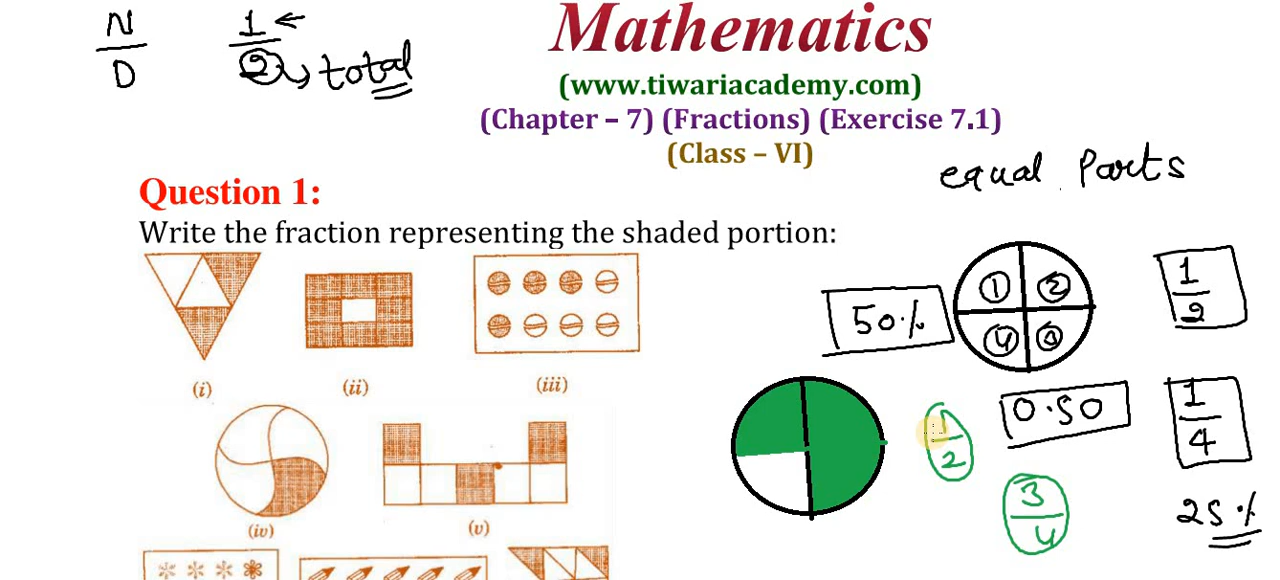 N
D
1
2 → total
Mathematics
(www.tiwariacademy.com)
(Chapter – 7) (Fractions) (Exercise 7.1)
(Class – VI)
equal Parts
Question 1:
Write the fraction representing the shaded portion:
50%
1 2
4 3
1
2
(i) (ii) (iii)
1
2
0.50
1
4
3
4
25%
(iv) (v)